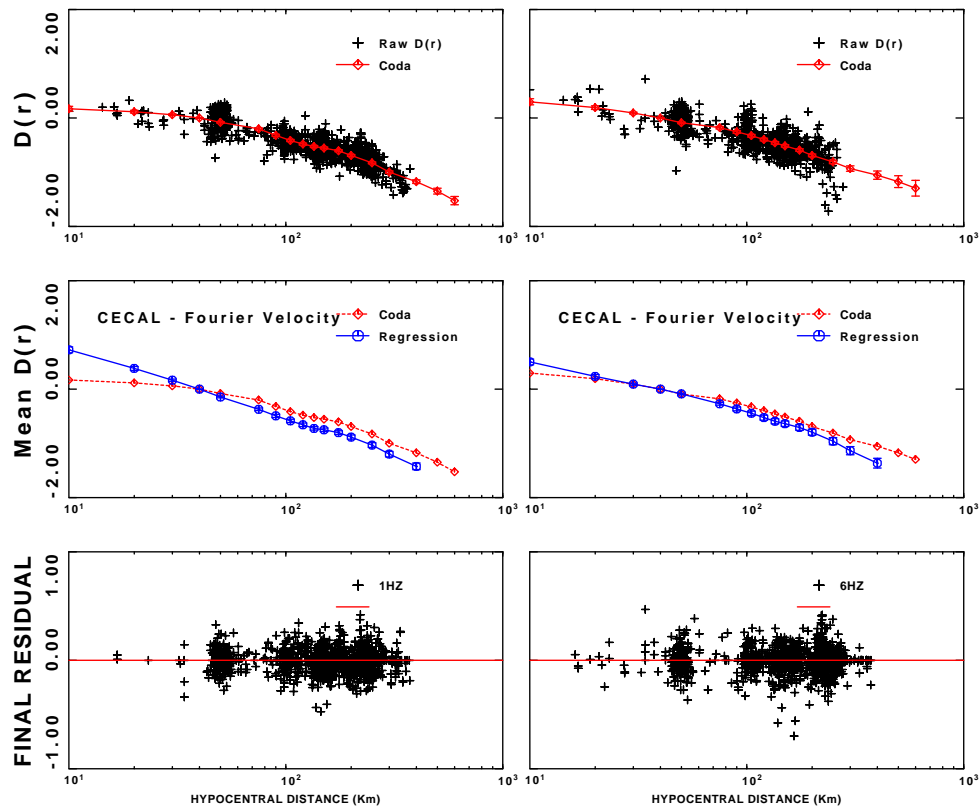 D(r)
2.00
0.00
-2.00
Raw D(r)
Coda
10^1
10^2
10^3
Raw D(r)
Coda
10^1
10^2
10^3
Mean D(r)
2.00
0.00
-2.00
CECAL - Fourier Velocity
Coda
Regression
10^1
10^2
10^3
CECAL - Fourier Velocity
Coda
Regression
10^1
10^2
10^3
FINAL RESIDUAL
1.00
0.00
-1.00
1HZ
10^1
10^2
10^3
HYPOCENTRAL DISTANCE (Km)
6HZ
10^1
10^2
10^3
HYPOCENTRAL DISTANCE (Km)